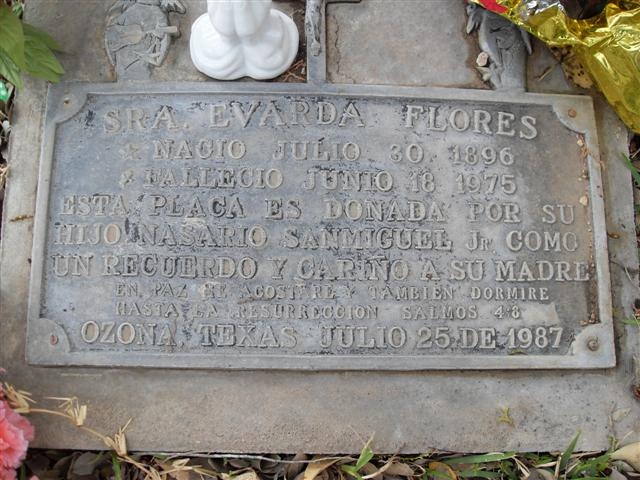 SRA. EVARDA FLORES
NACIO JULIO 30. 1896
FALLECIO JUNIO 18 1975
ESTA PLACA ES DONADA POR SU
HIJO NASARIO SANMIGUEL Jr COMO
UN RECUERDO Y CARIÑO A SU MADRE
EN PAZ ME ACOSTARE Y TAMBIEN DORMIRE
HASTA LA RESURRECCION SALMOS 4:8
OZONA, TEXAS JULIO 25 DE 1987